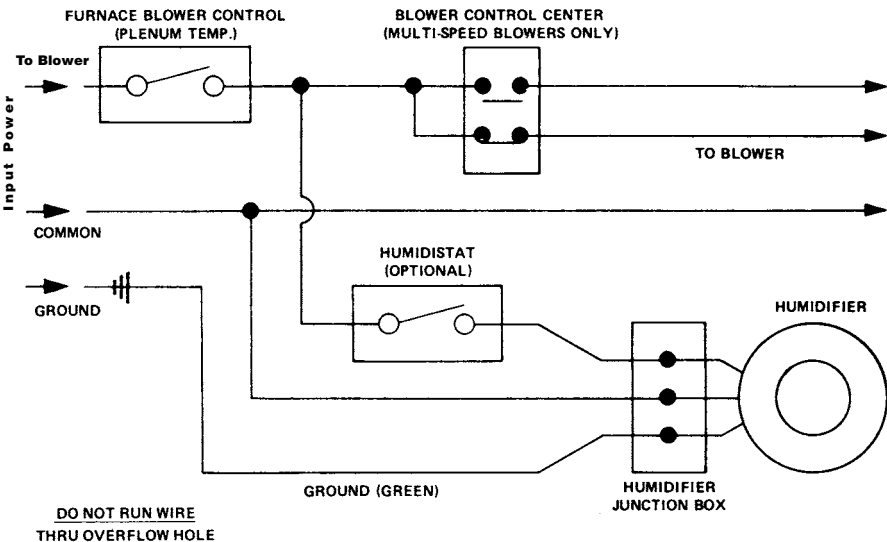 FURNACE BLOWER CONTROL
(PLENUM TEMP.)
BLOWER CONTROL CENTER
(MULTI-SPEED BLOWERS ONLY)
To Blower
Input Power
TO BLOWER
COMMON
HUMIDISTAT
(OPTIONAL)
GROUND
HUMIDIFIER
GROUND (GREEN)
HUMIDIFIER
JUNCTION BOX
DO NOT RUN WIRE
THRU OVERFLOW HOLE